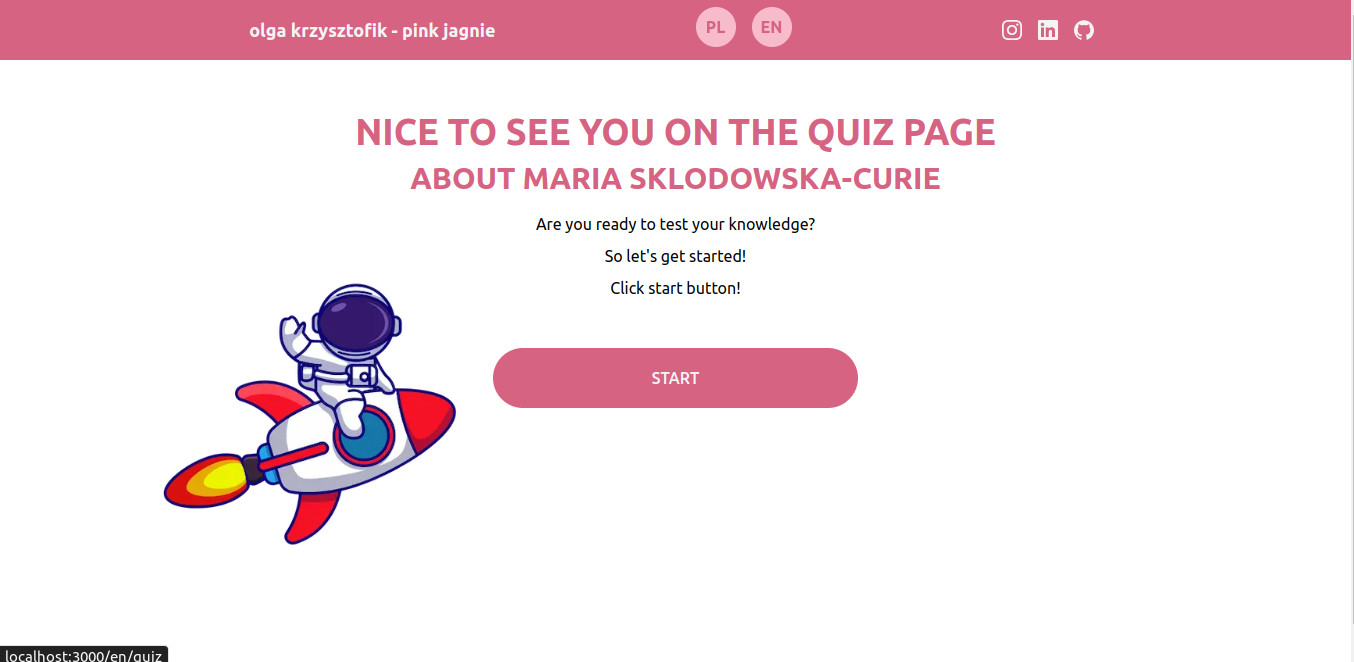 olga krzysztofik - pink jagnie
PL
EN
NICE TO SEE YOU ON THE QUIZ PAGE
ABOUT MARIA SKLODOWSKA-CURIE
Are you ready to test your knowledge?
So let's get started!
Click start button!
START
localhost:3000/en/quiz